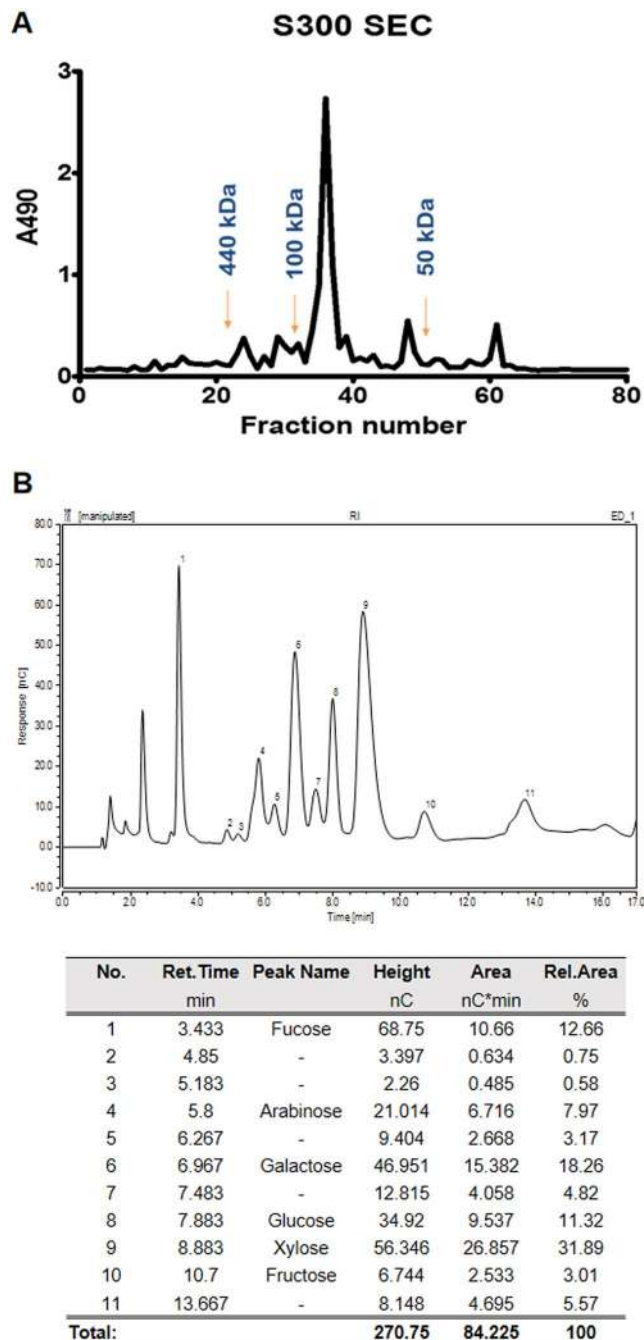 A
S300 SEC
3
2
1
0
A490
440 kDa
100 kDa
50 kDa
0 20 40 60 80
Fraction number
B
[manipulated] RI ED_1
80.0
70.0
60.0
50.0
40.0
30.0
20.0
10.0
0.0
-10.0
Response [nC]
1
2
3
4
5
6
7
8
9
10
11
0.0 2.0 4.0 6.0 8.0 10.0 12.0 14.0 16.0 17.0
Time [min]
No. Ret.Time Peak Name Height Area Rel.Area
min nC nC*min %
1 3.433 Fucose 68.75 10.66 12.66
2 4.85 - 3.397 0.634 0.75
3 5.183 - 2.26 0.485 0.58
4 5.8 Arabinose 21.014 6.716 7.97
5 6.267 - 9.404 2.668 3.17
6 6.967 Galactose 46.951 15.382 18.26
7 7.483 - 12.815 4.058 4.82
8 7.883 Glucose 34.92 9.537 11.32
9 8.883 Xylose 56.346 26.857 31.89
10 10.7 Fructose 6.744 2.533 3.01
11 13.667 - 8.148 4.695 5.57
Total: 270.75 84.225 100